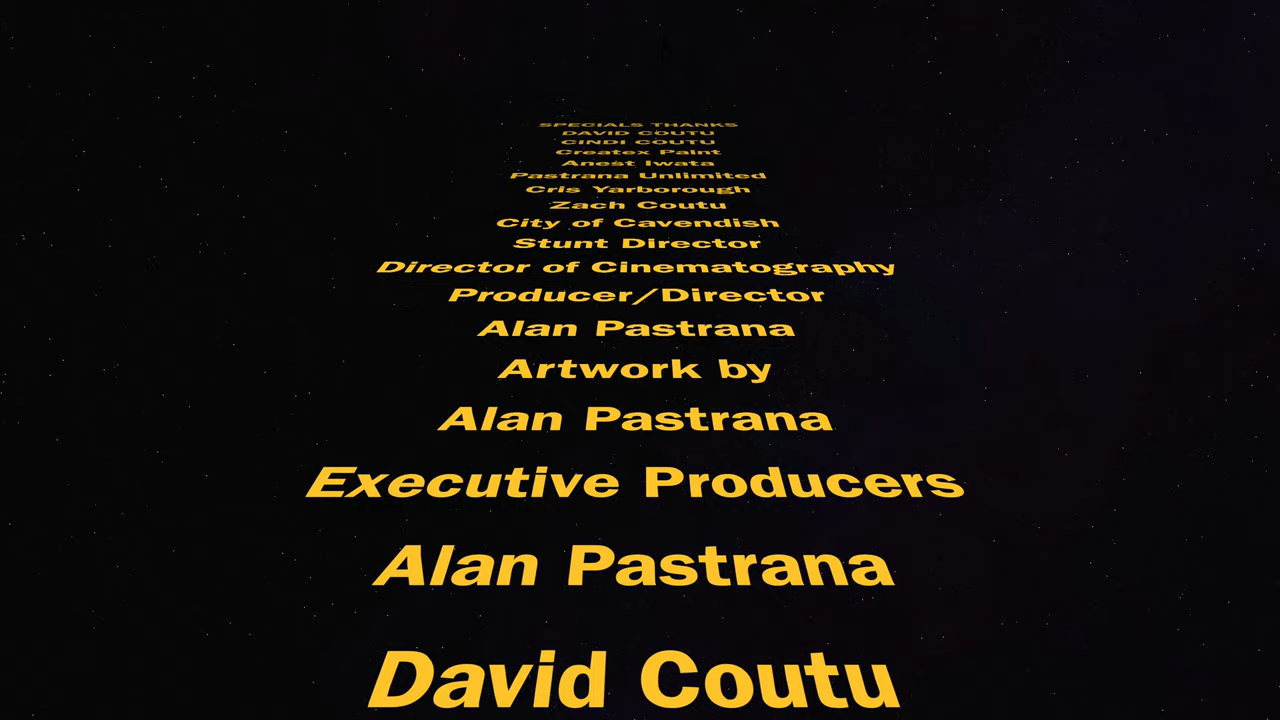 SPECIALS THANKS
DAVID COUTU
CINDI COUTU
Createx Paint
Anest Iwata
Pastrana Unlimited
Cris Yarborough
Zach Coutu
City of Cavendish
Stunt Director
Director of Cinematography
Producer/Director
Alan Pastrana
Artwork by
Alan Pastrana
Executive Producers
Alan Pastrana
David Coutu